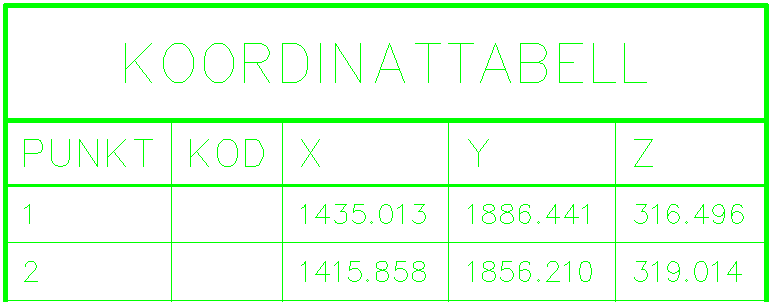 KOORDINATTABELL
PUNKT KOD X Y Z
1 1435.013 1886.441 316.496
2 1415.858 1856.210 319.014